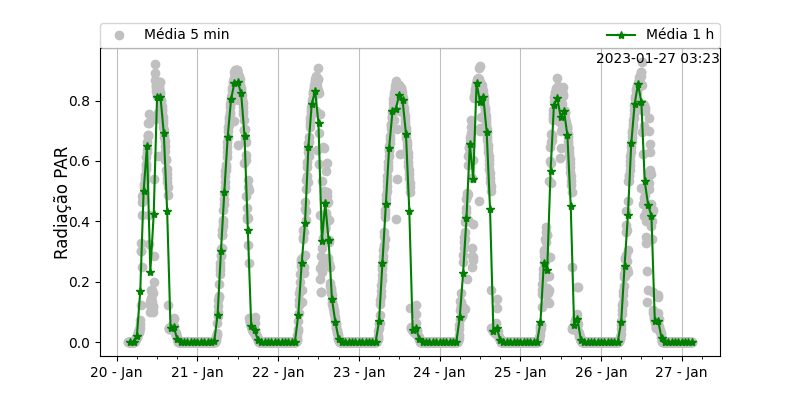 Média 5 min
Média 1 h
2023-01-27 03:23
Radiação PAR
0.8
0.6
0.4
0.2
0.0
20 - Jan
21 - Jan
22 - Jan
23 - Jan
24 - Jan
25 - Jan
26 - Jan
27 - Jan